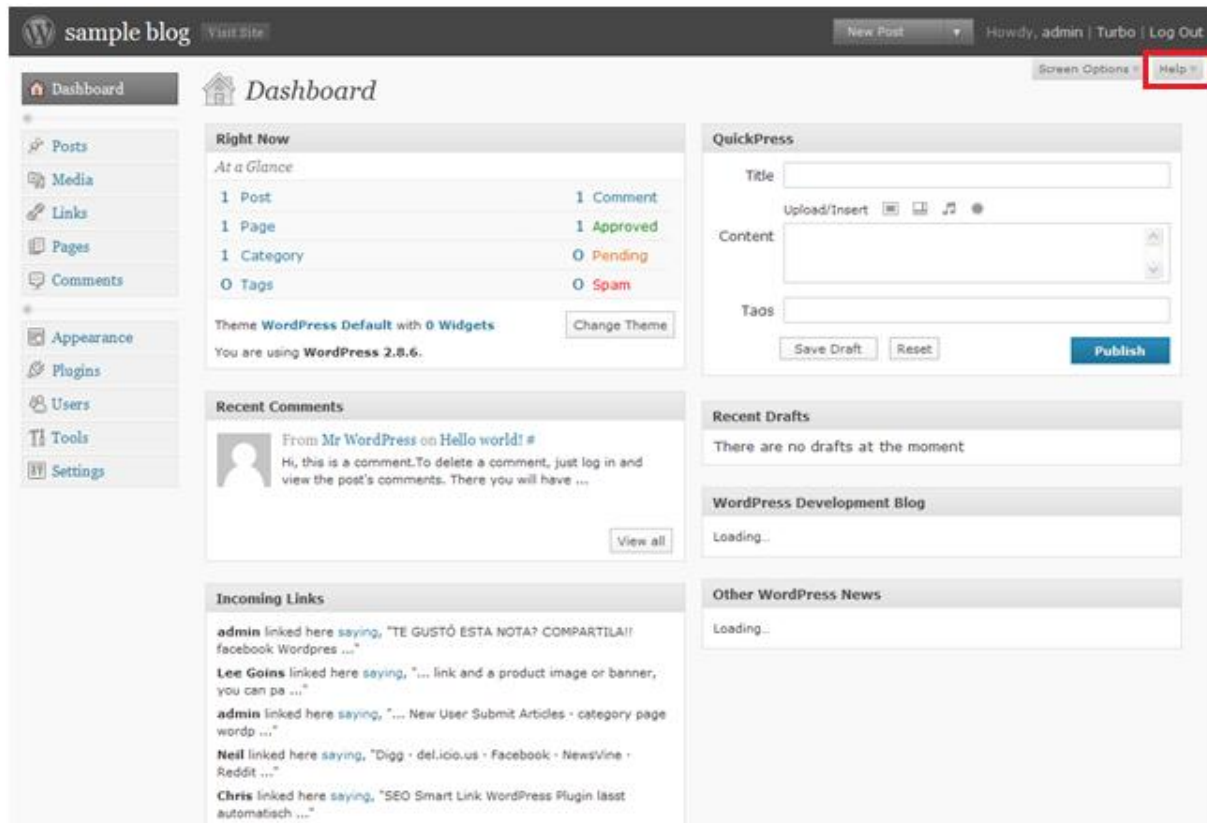 sample blog Visit Site
New Post Howdy, admin | Turbo | Log Out
Screen Options Help
Dashboard
Posts
Media
Links
Pages
Comments
Appearance
Plugins
Users
Tools
Settings
Dashboard
Right Now
At a Glance
1 Post 1 Comment
1 Page 1 Approved
1 Category 0 Pending
0 Tags 0 Spam
Theme WordPress Default with 0 Widgets Change Theme
You are using WordPress 2.8.6.
Recent Comments
From Mr WordPress on Hello world! #
Hi, this is a comment.To delete a comment, just log in and
view the post's comments. There you will have ...
View all
Incoming Links
admin linked here saying, "TE GUSTÓ ESTA NOTA? COMPARTILA!!
facebook Wordpres ..."
Lee Goins linked here saying, "... link and a product image or banner,
you can pa ..."
admin linked here saying, "... New User Submit Articles - category page
wordp ..."
Neil linked here saying, "Digg - del.icio.us - Facebook - NewsVine -
Reddit ..."
Chris linked here saying, "SEO Smart Link WordPress Plugin lässt
automatisch ..."
QuickPress
Title
Upload/Insert
Content
Tags
Save Draft Reset Publish
Recent Drafts
There are no drafts at the moment
WordPress Development Blog
Loading...
Other WordPress News
Loading...